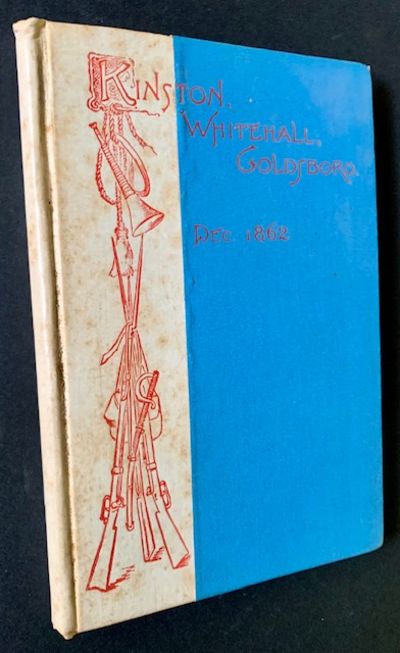 KINSTON,
WHITEHALL,
GOLDSBORO.
DEC. 1862